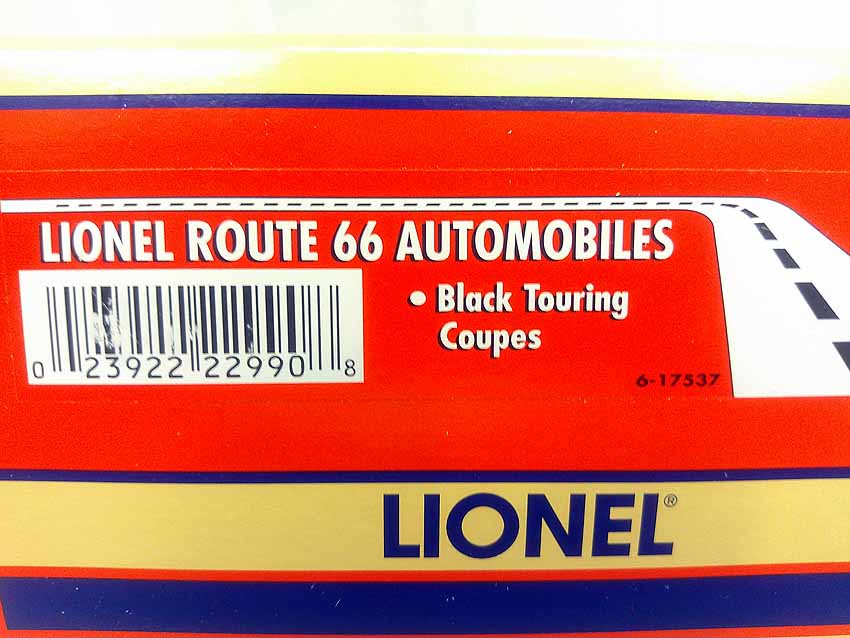 LIONEL ROUTE 66 AUTOMOBILES
• Black Touring
Coupes
0 23922 22990 8
6-17537
LIONEL®